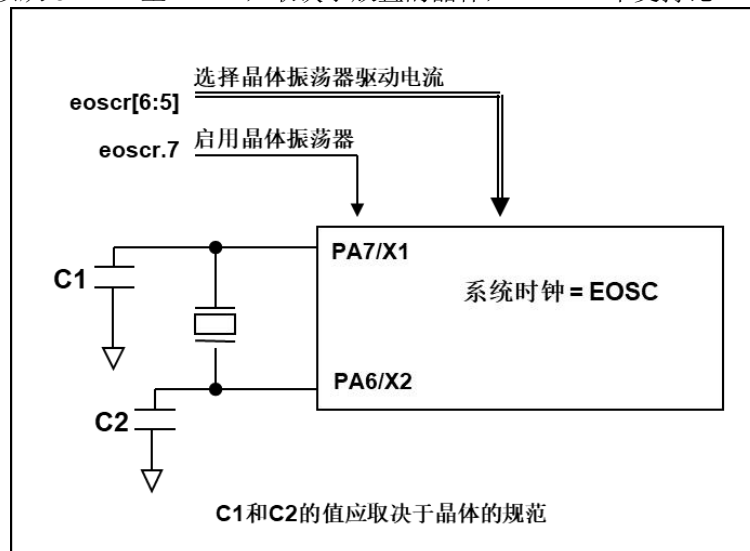 选择晶体振荡器驱动电流
eoscr[6:5]
eoscr.7 启用晶体振荡器
PA7/X1
C1
系统时钟 = EOSC
PA6/X2
C2
C1和C2的值应取决于晶体的规范